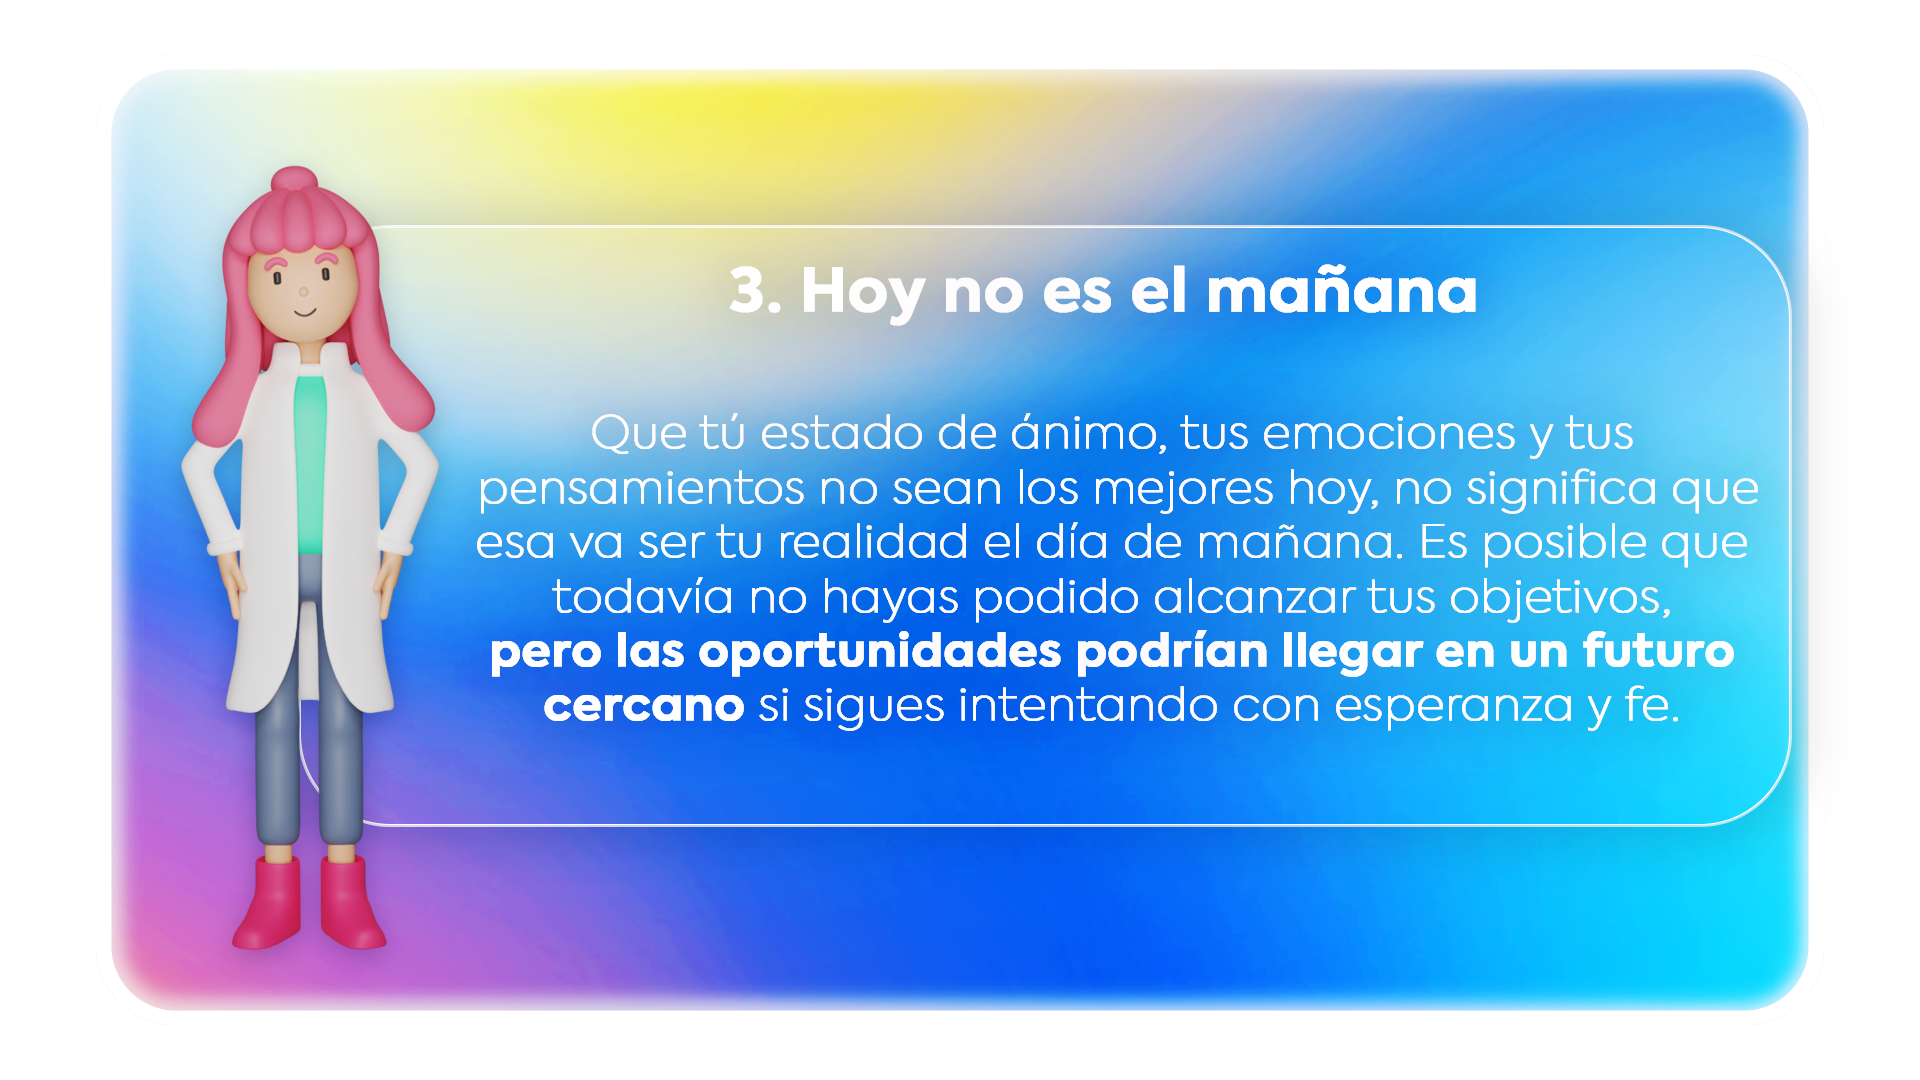 3. Hoy no es el mañana
Que tú estado de ánimo, tus emociones y tus
pensamientos no sean los mejores hoy, no significa que
esa va ser tu realidad el día de mañana. Es posible que
todavía no hayas podido alcanzar tus objetivos,
pero las oportunidades podrían llegar en un futuro
cercano si sigues intentando con esperanza y fe.